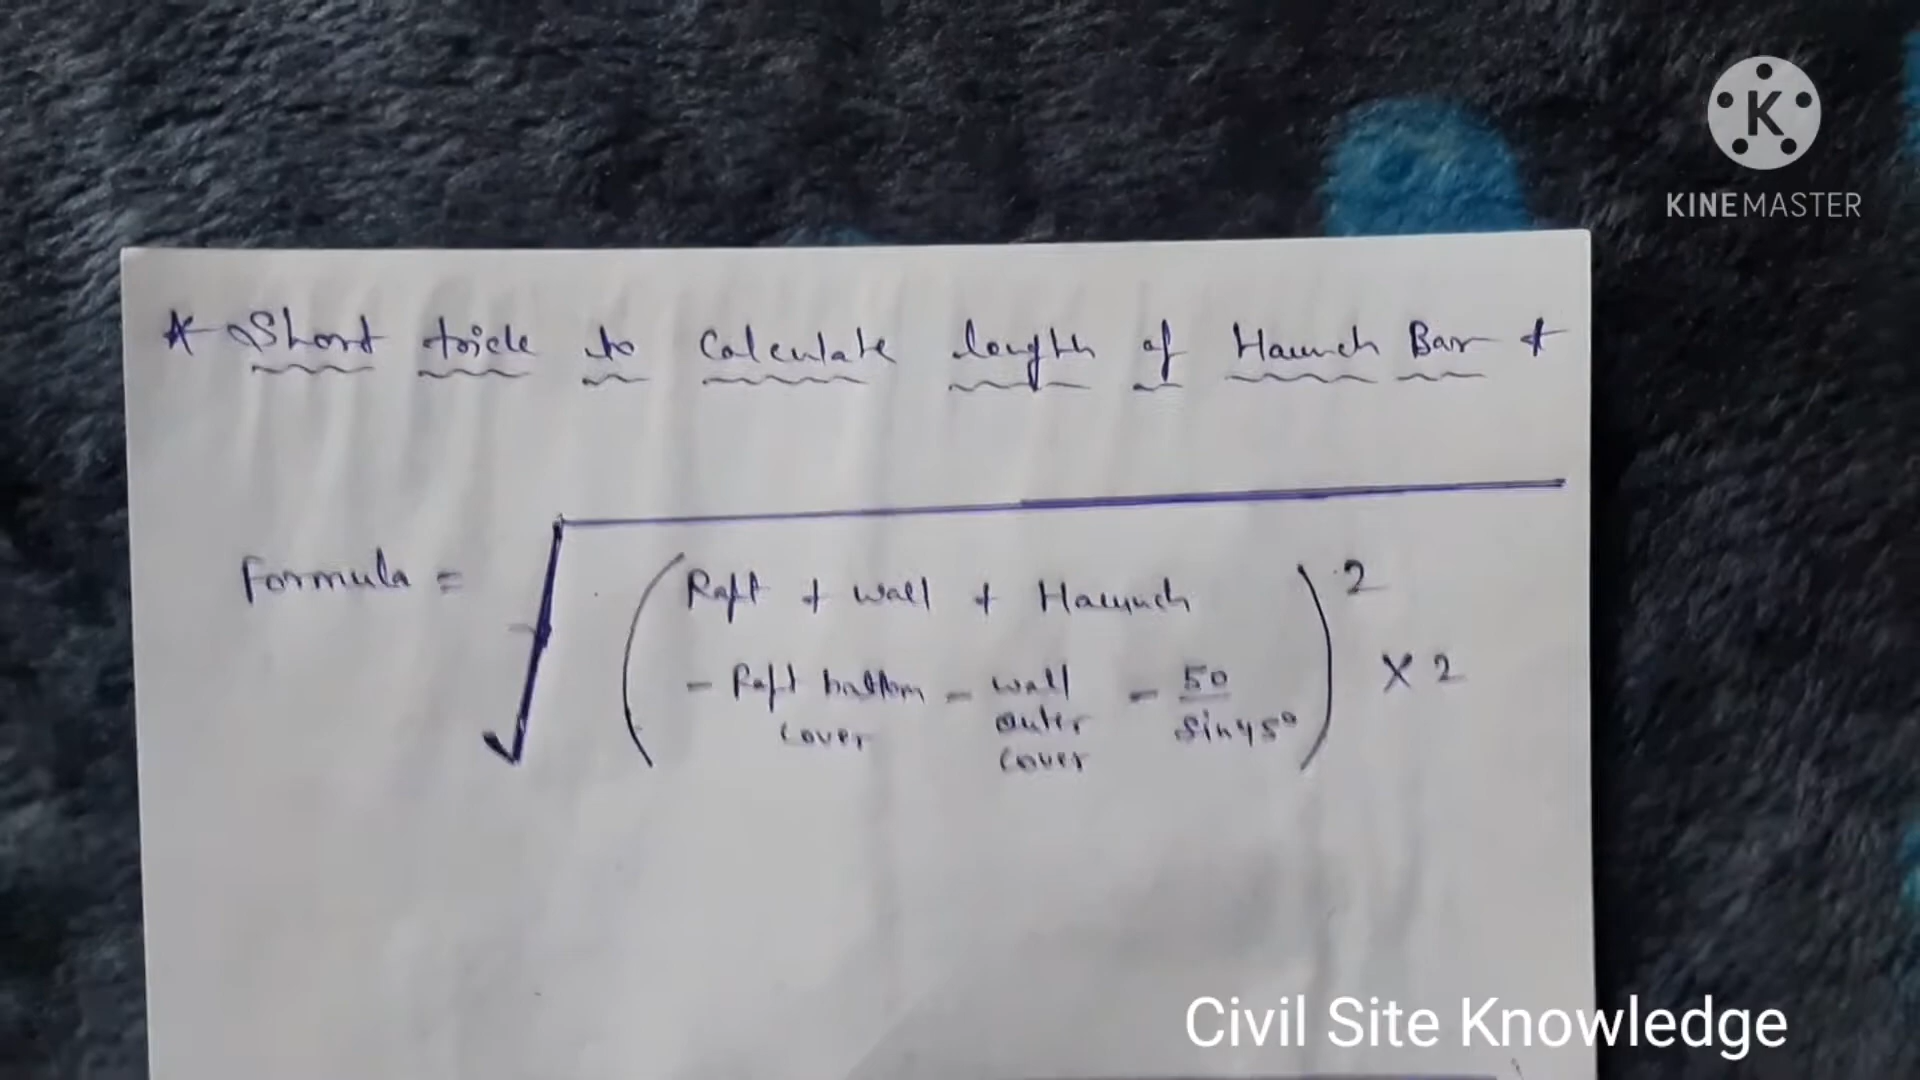 K
KINEMASTER
* Short trick to Calculate length of Haunch Bar *
Formula = √
( Raft + wall + Haunch )²
- Raft bottom cover - wall outer cover - 50/sin45°
× 2
Civil Site Knowledge